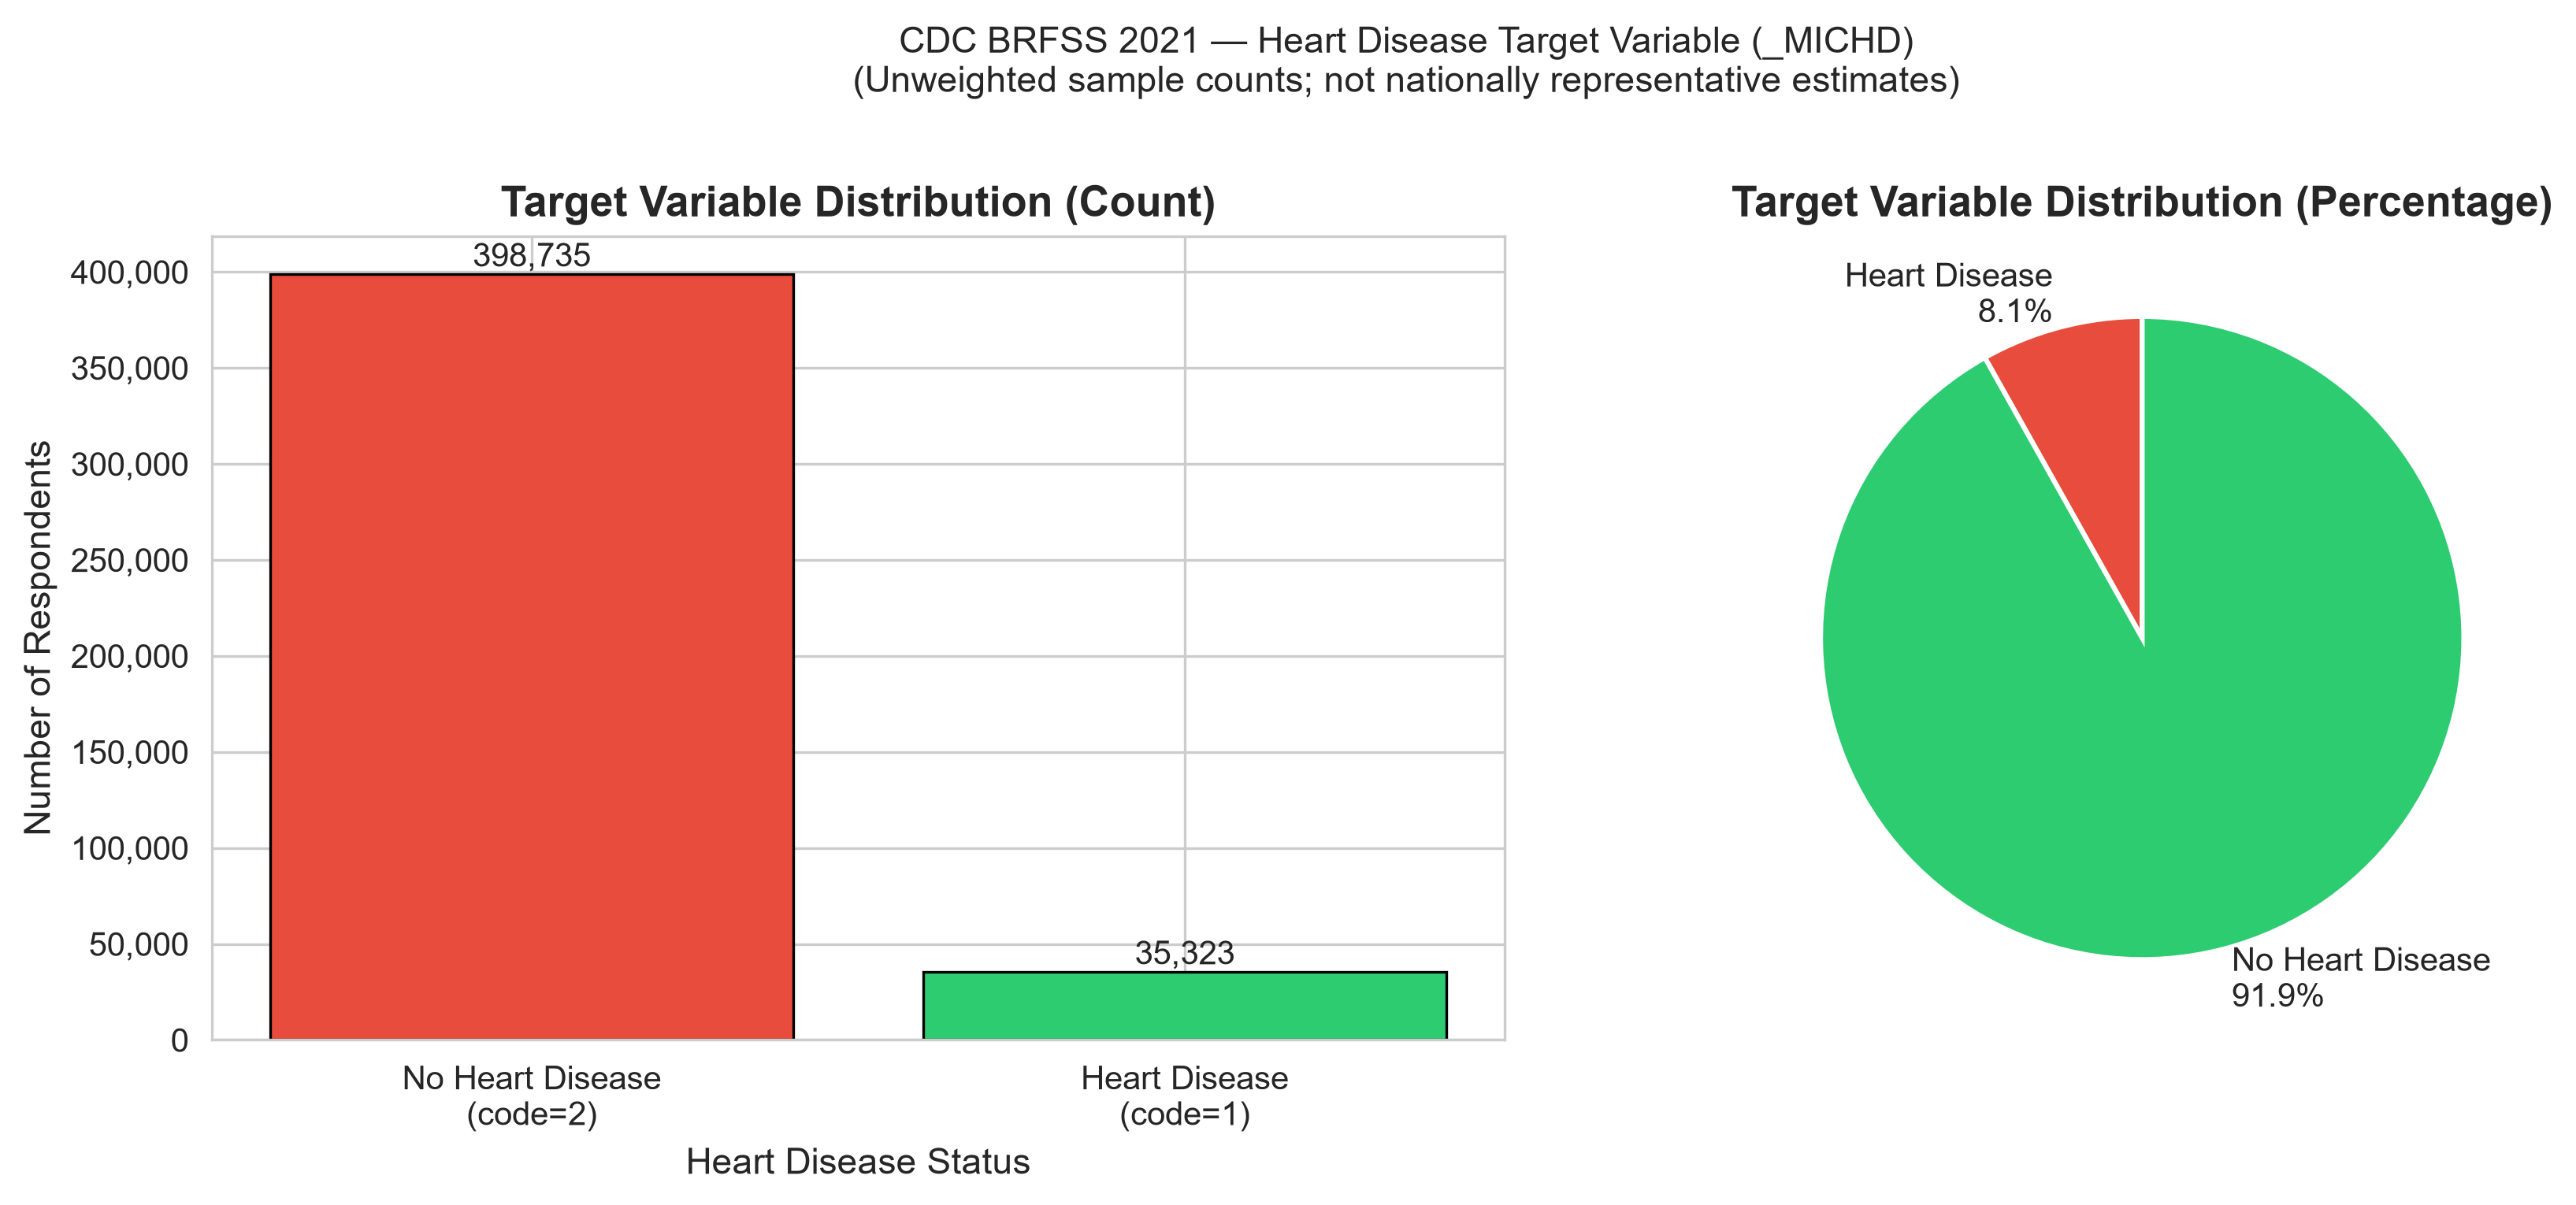 CDC BRFSS 2021 — Heart Disease Target Variable (_MICHD)
(Unweighted sample counts; not nationally representative estimates)
Target Variable Distribution (Count)
398,735
400,000
350,000
300,000
250,000
200,000
150,000
100,000
50,000
0
35,323
Number of Respondents
No Heart Disease
(code=2)
Heart Disease
(code=1)
Heart Disease Status
Target Variable Distribution (Percentage)
Heart Disease
8.1%
No Heart Disease
91.9%